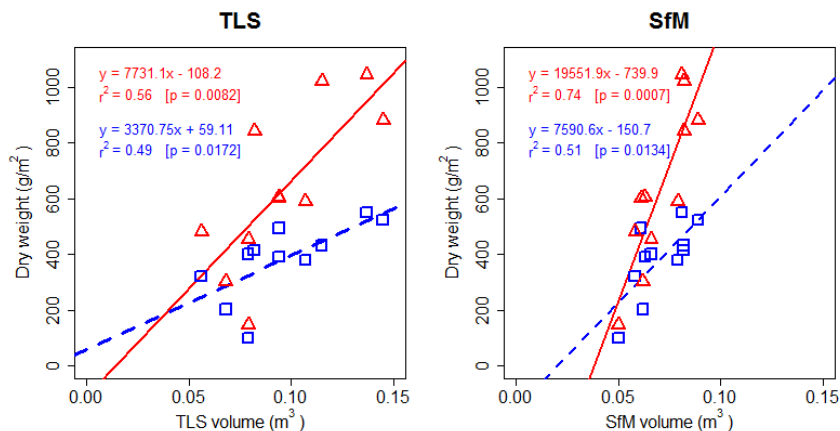 TLS
y = 7731.1x - 108.2
r² = 0.56 [p = 0.0082]
y = 3370.75x + 59.11
r² = 0.49 [p = 0.0172]
Dry weight (g/m²)
0 200 400 600 800 1000
0.00 0.05 0.10 0.15
TLS volume (m³)
SfM
y = 19551.9x - 739.9
r² = 0.74 [p = 0.0007]
y = 7590.6x - 150.7
r² = 0.51 [p = 0.0134]
Dry weight (g/m²)
0 200 400 600 800 1000
0.00 0.05 0.10 0.15
SfM volume (m³)